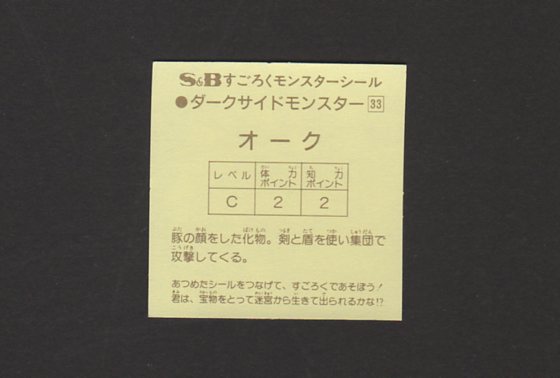 S&Bすごろくモンスターシール
●ダークサイドモンスター 33
オーク
レベル 体力ポイント 知力ポイント
C 2 2
豚の顔をした化物。剣と盾を使い集団で
攻撃してくる。
あつめたシールをつなげて、すごろくであそぼう！
君は、宝物をとって迷宮から生きて出られるかな!?